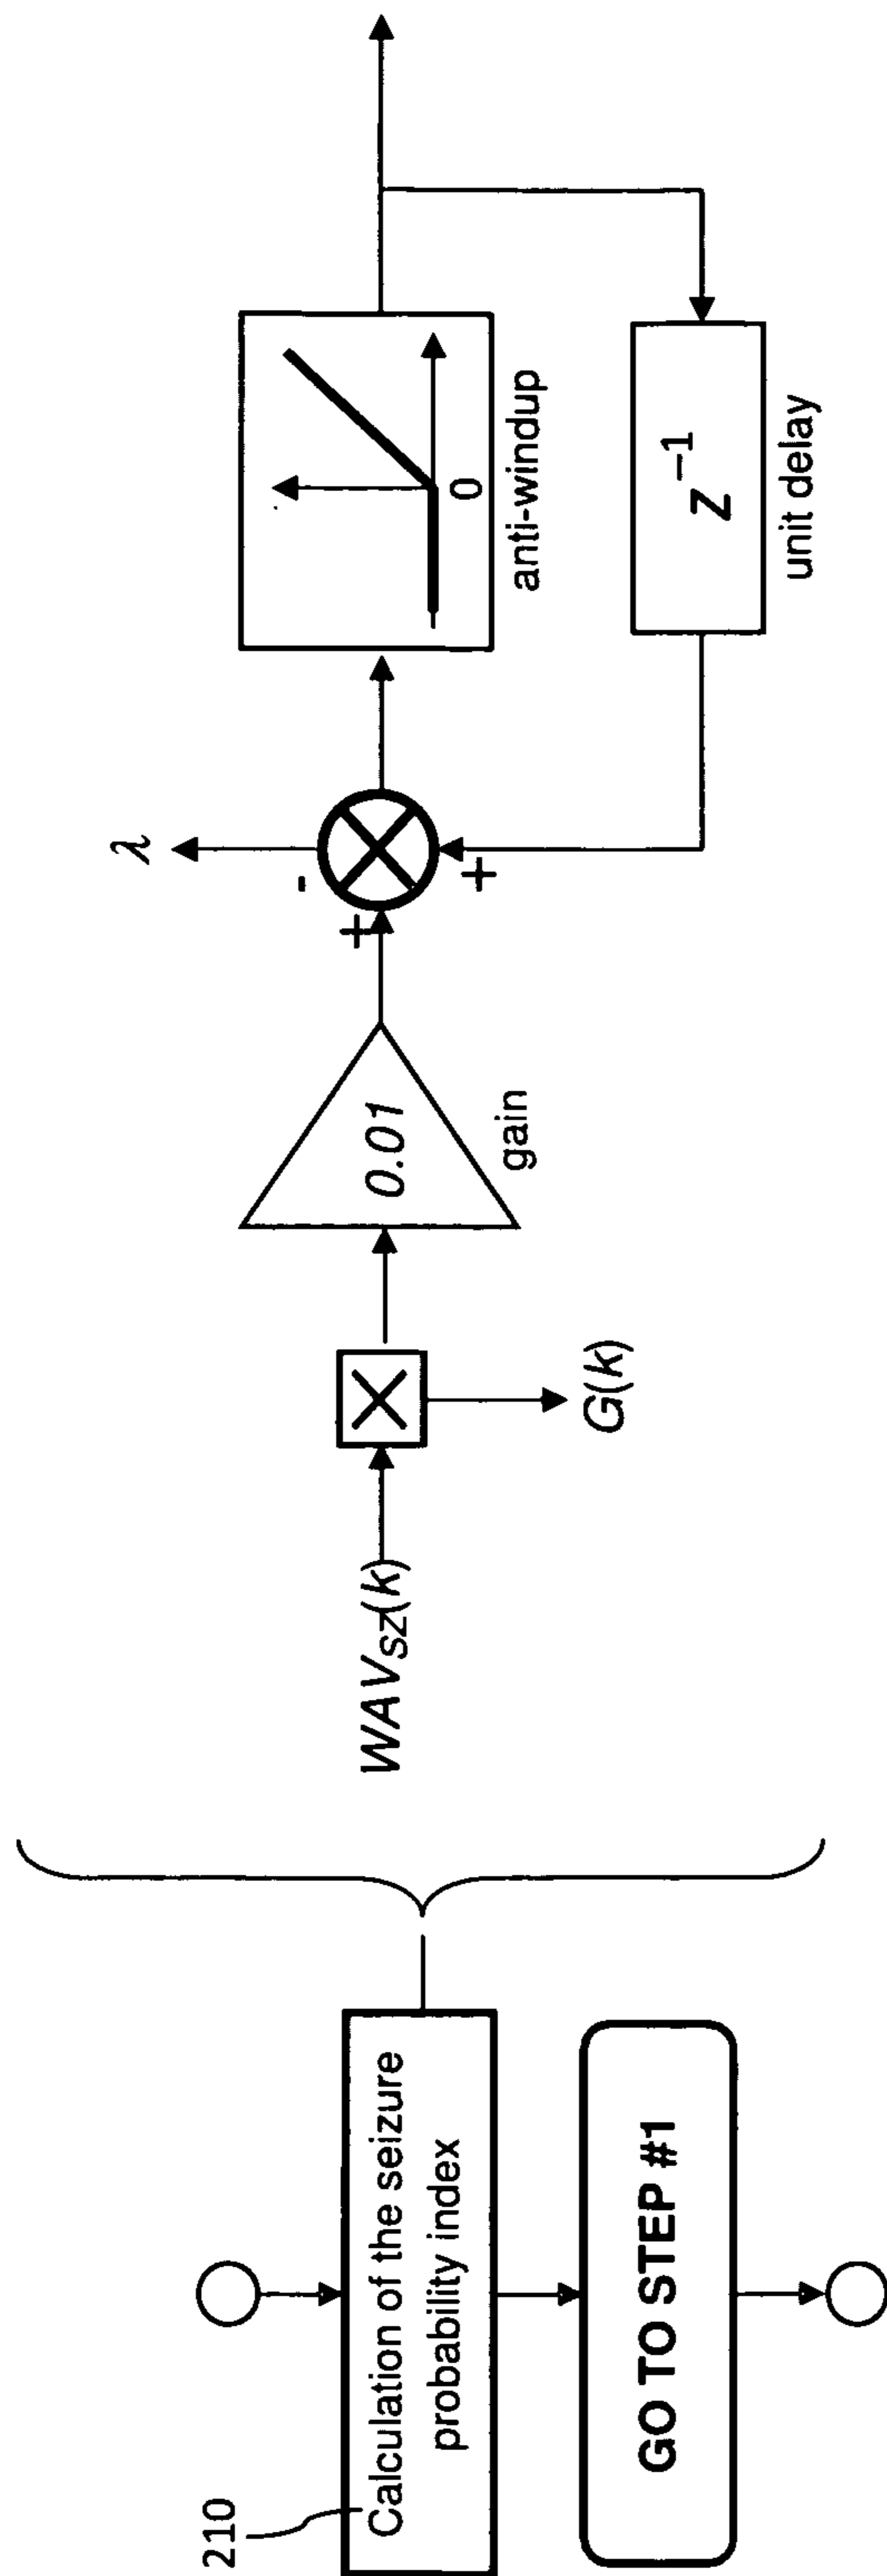 210
Calculation of the seizure
probability index
GO TO STEP #1
WAV_SZ(k)
G(k)
0.01
gain
λ
-
+
+
0
anti-windup
z⁻¹
unit delay